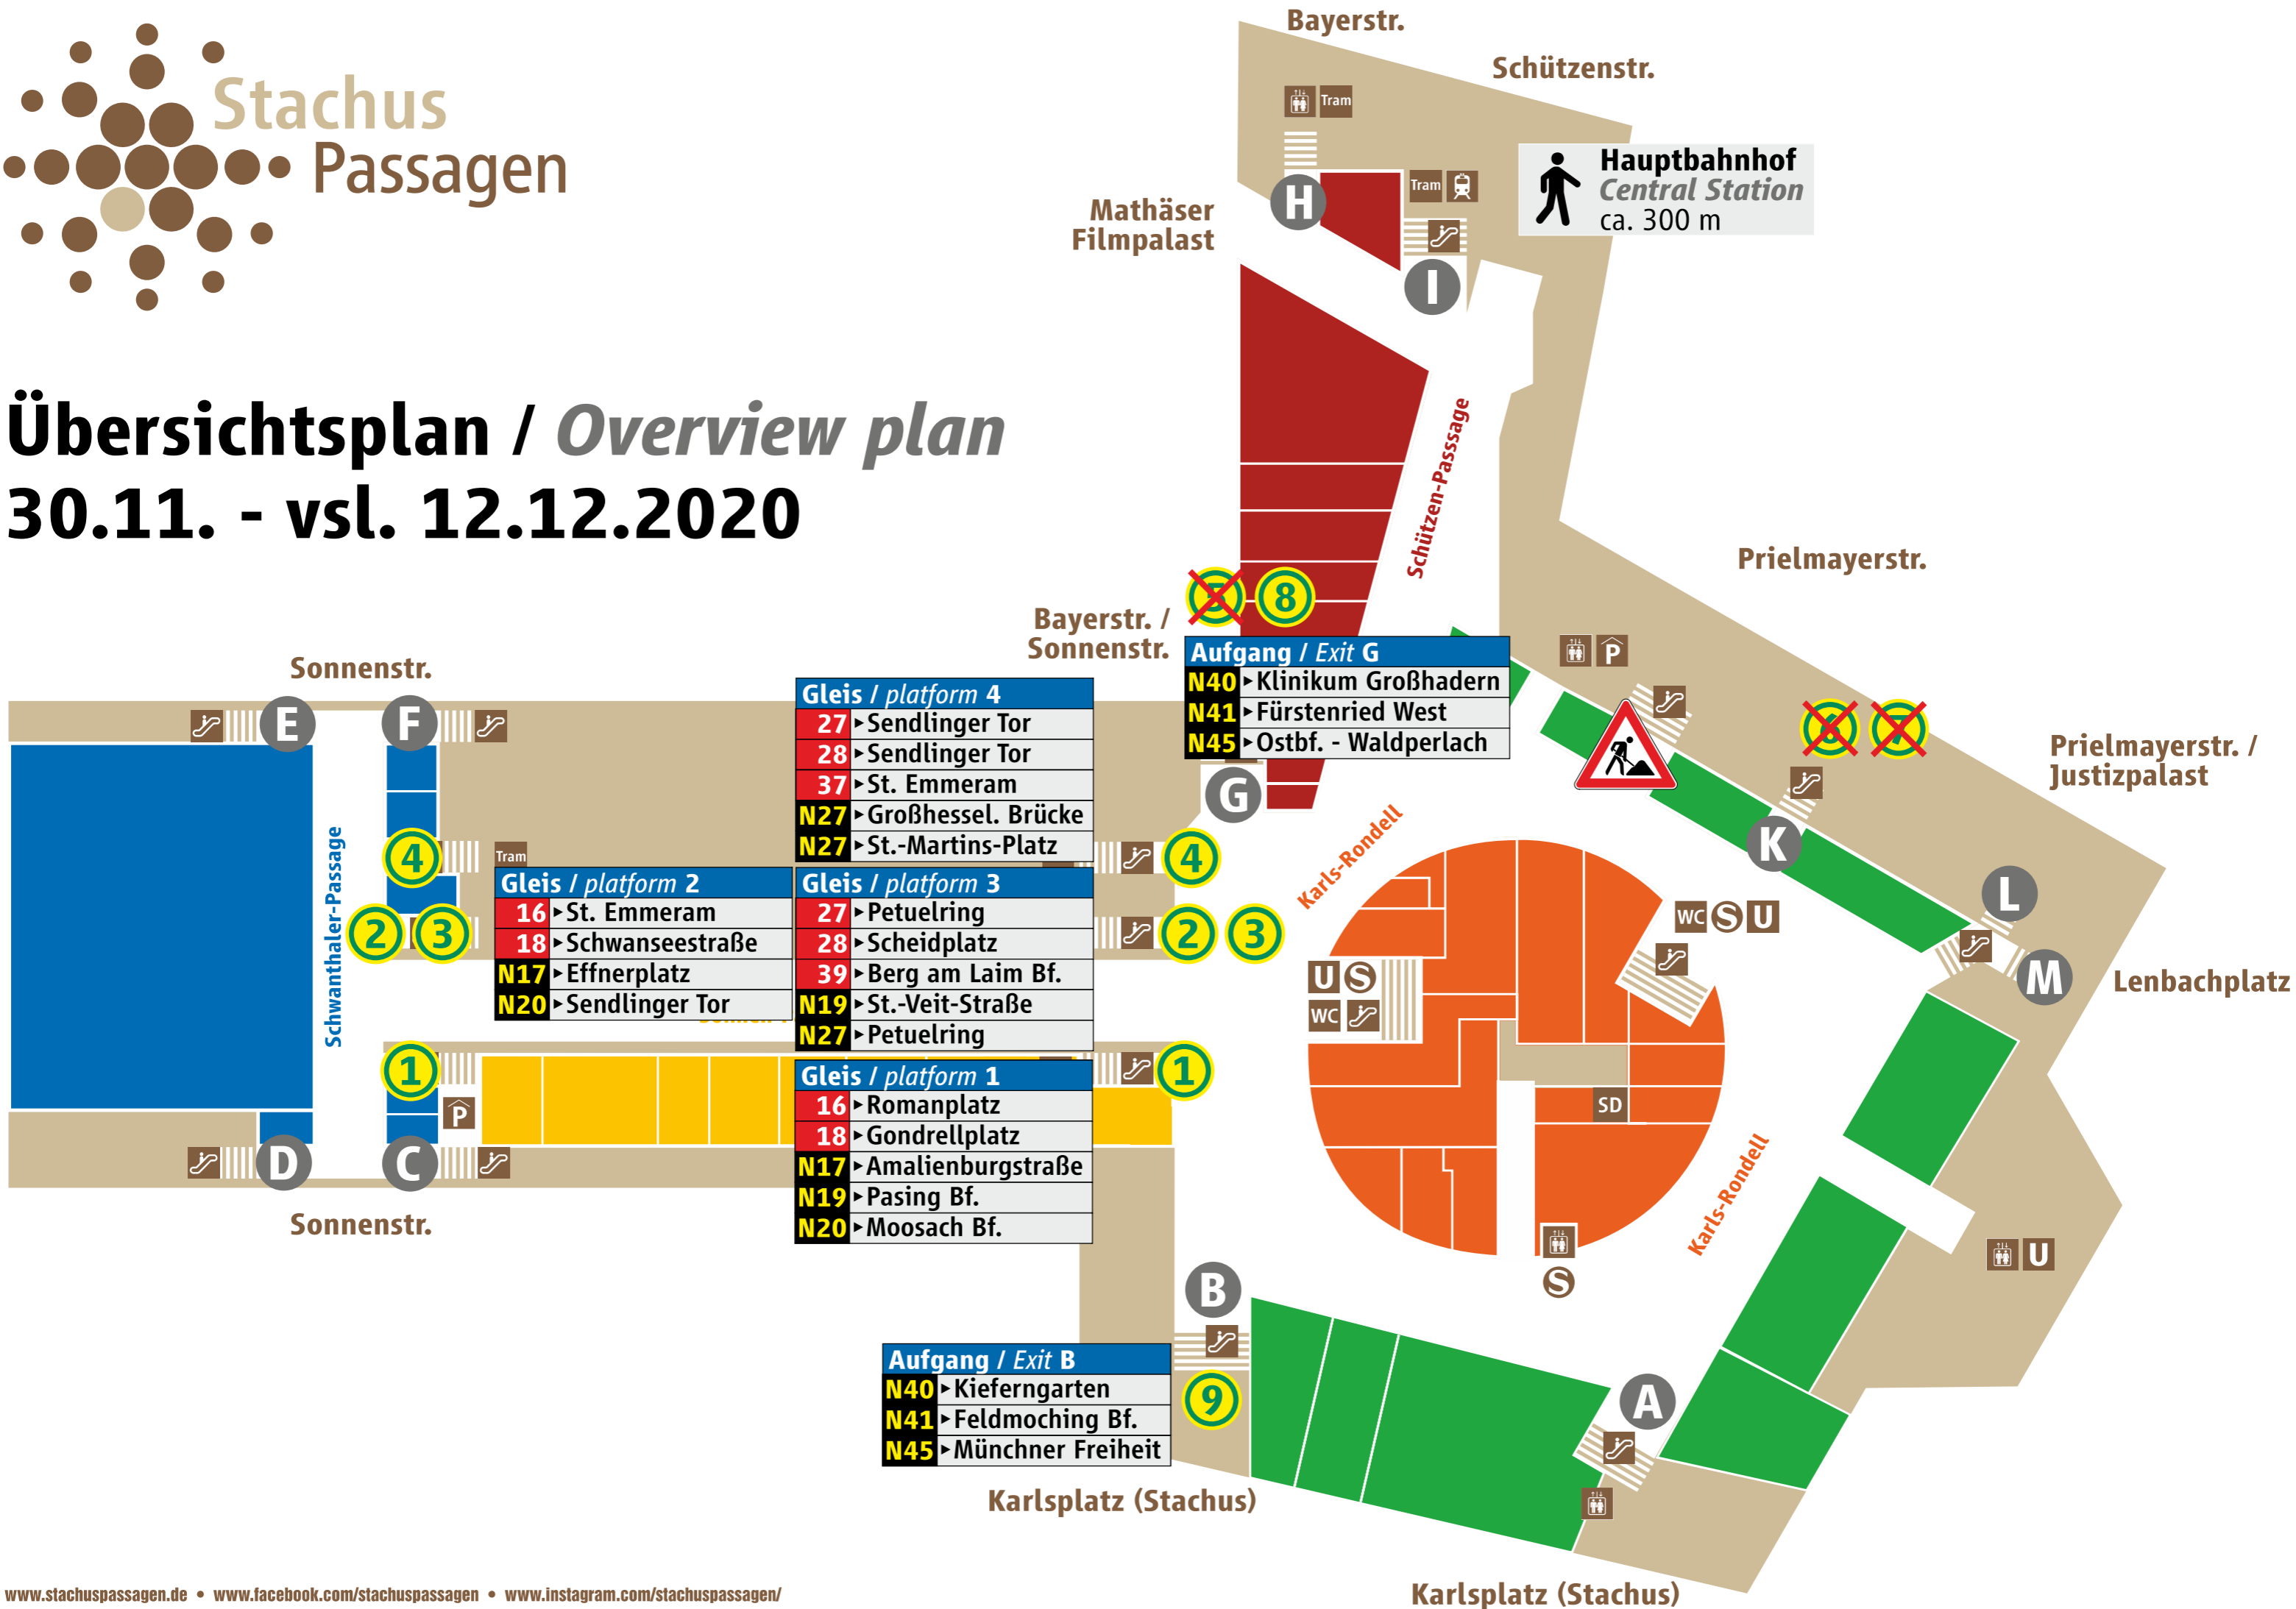 Stachus
Passagen
Übersichtsplan / Overview plan
30.11. - vsl. 12.12.2020
Bayerstr.
Schützenstr.
Tram
H
Tram
I
Hauptbahnhof
Central Station
ca. 300 m
Mathäser
Filmpalast
Schützen-Passage
Prielmayerstr.
5
8
Bayerstr. /
Sonnenstr.
Aufgang / Exit G
N40 Klinikum Großhadern
N41 Fürstenried West
N45 Ostbf. - Waldperlach
G
P
6
7
Prielmayerstr. /
Justizpalast
K
L
M
Lenbachplatz
Sonnenstr.
E
F
Schwanthaler-Passage
4
2
3
Tram
Gleis / platform 4
27 Sendlinger Tor
28 Sendlinger Tor
37 St. Emmeram
N27 Großhessel. Brücke
N27 St.-Martins-Platz
4
2
3
Gleis / platform 2
16 St. Emmeram
18 Schwanseestraße
N17 Effnerplatz
N20 Sendlinger Tor
Gleis / platform 3
27 Petuelring
28 Scheidplatz
39 Berg am Laim Bf.
N19 St.-Veit-Straße
N27 Petuelring
1
P
1
Gleis / platform 1
16 Romanplatz
18 Gondrellplatz
N17 Amalienburgstraße
N19 Pasing Bf.
N20 Moosach Bf.
D
C
Sonnenstr.
Karls-Rondell
WC S U
U S
WC
SD
S
Karls-Rondell
U
B
Aufgang / Exit B
N40 Kieferngarten
N41 Feldmoching Bf.
N45 Münchner Freiheit
9
A
Karlsplatz (Stachus)
Karlsplatz (Stachus)
www.stachuspassagen.de • www.facebook.com/stachuspassagen • www.instagram.com/stachuspassagen/